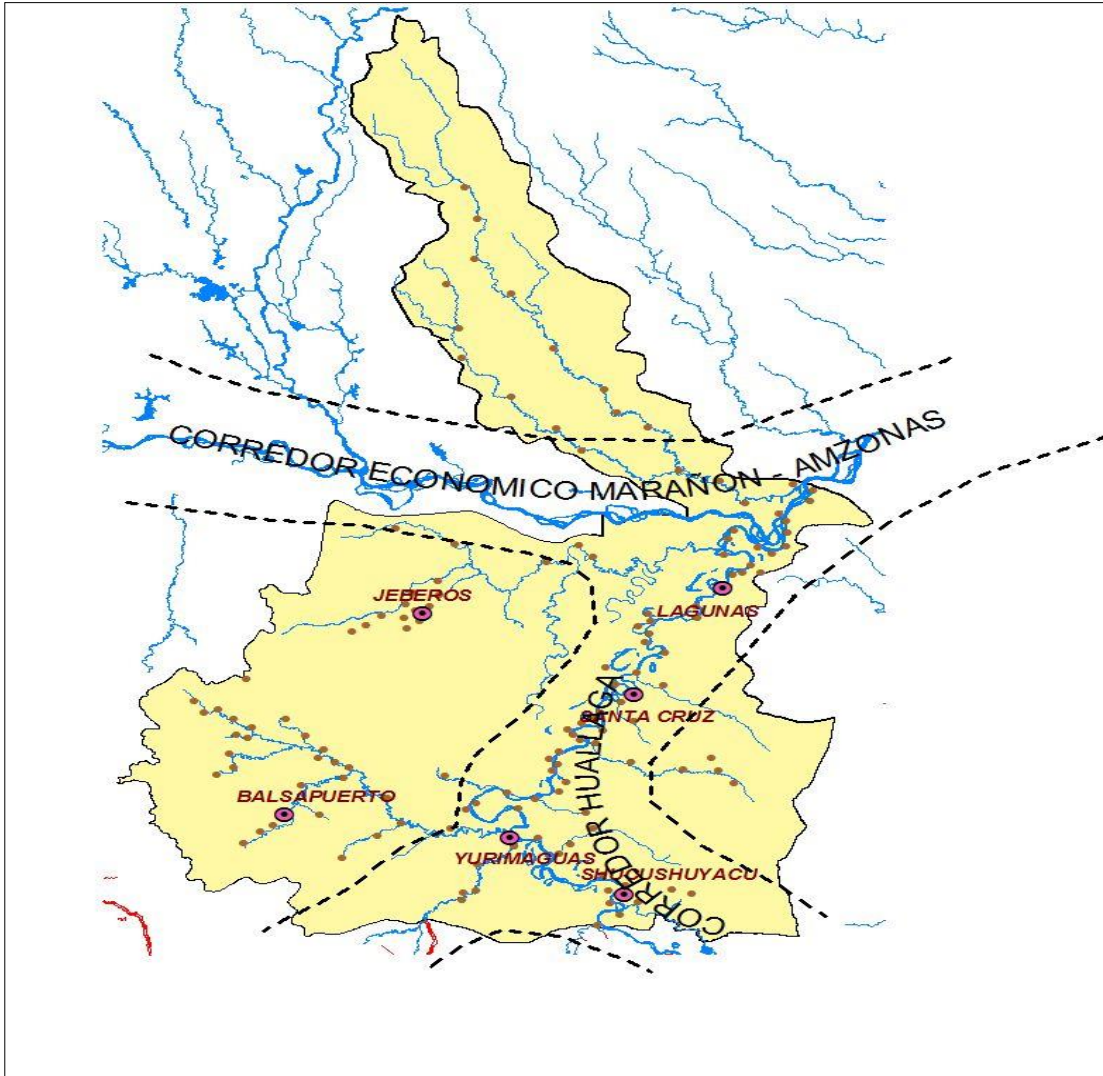 CORREDOR ECONOMICO MARAÑON - AMZONAS
JEBEROS
LAGUNAS
SANTA CRUZ
CORREDOR HUALLAGA
BALSAPUERTO
YURIMAGUAS
SHUCUSHUYACU